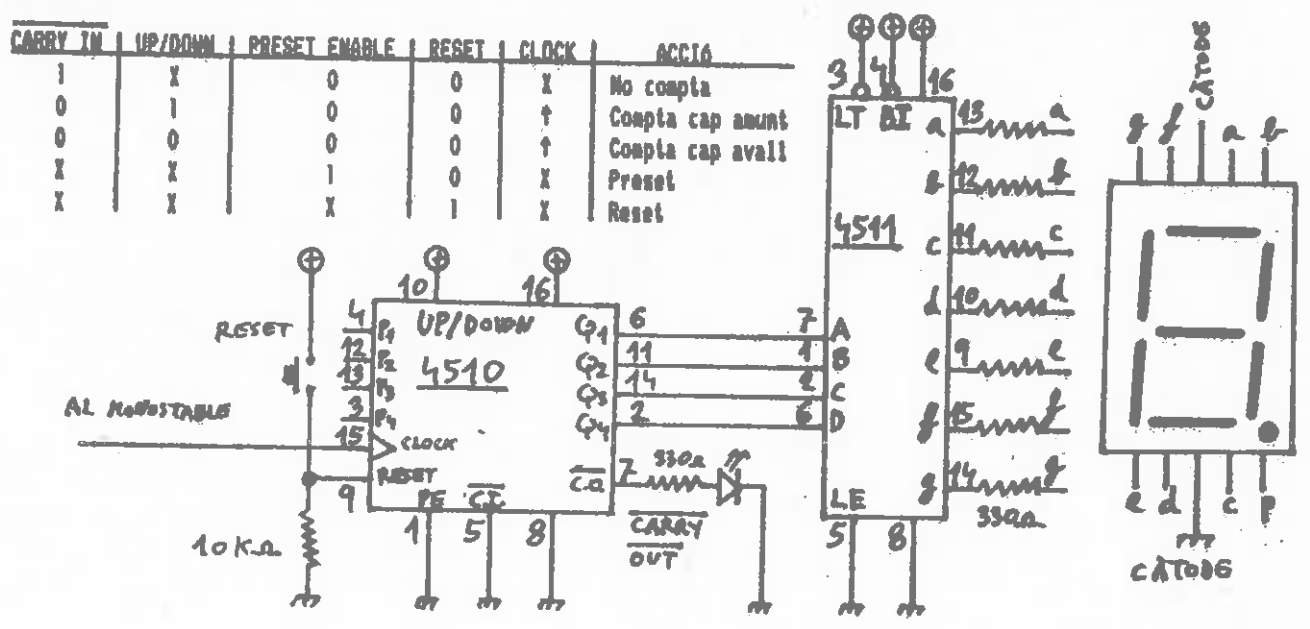 CARRY IN | UP/DOWN | PRESET ENABLE | RESET | CLOCK | ACCIÓ
1 X 0 0 X No compta
0 1 0 0 ↑ Compta cap amunt
0 0 0 0 ↑ Compta cap avall
X X 1 0 X Preset
X X X 1 X Reset
RESET
AL MONOSTABLE
10 KΩ
10 16
UP/DOWN
4510
4 P1
12 P2
13 P3
3 P4
15 CLOCK
9 RESET
PE CI
1 5 8
Q1 6
Q2 11
Q3 14
Q4 2
C.O. 7
330Ω
CARRY
OUT
3 4 16
LT BI
4511
7 A
1 B
2 C
6 D
a 13 a
b 12 b
c 11 c
d 10 d
e 9 e
f 15 f
g 14 g
330Ω
LE
5 8
g f CÀTODE a b
e d c P
CÀTODE